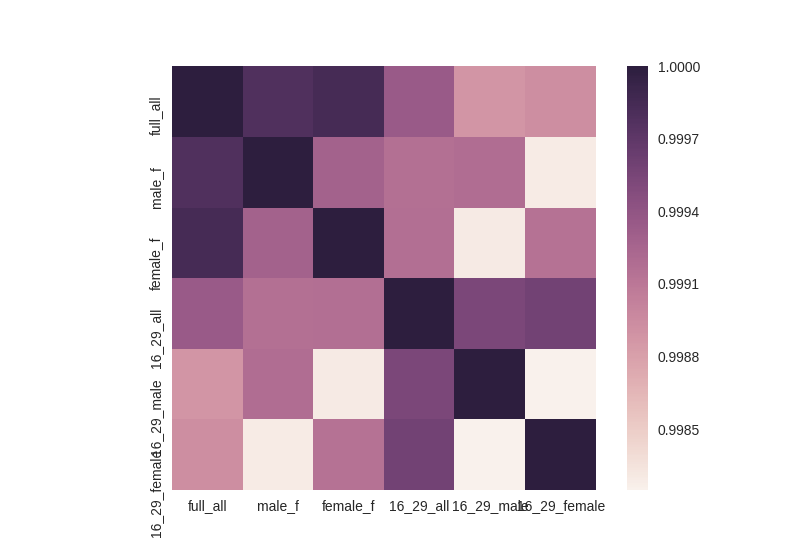 full_all
male_f
female_f
16_29_all
16_29_male
16_29_female
full_all
male_f
female_f
16_29_all
16_29_male
16_29_female
1.0000
0.9997
0.9994
0.9991
0.9988
0.9985